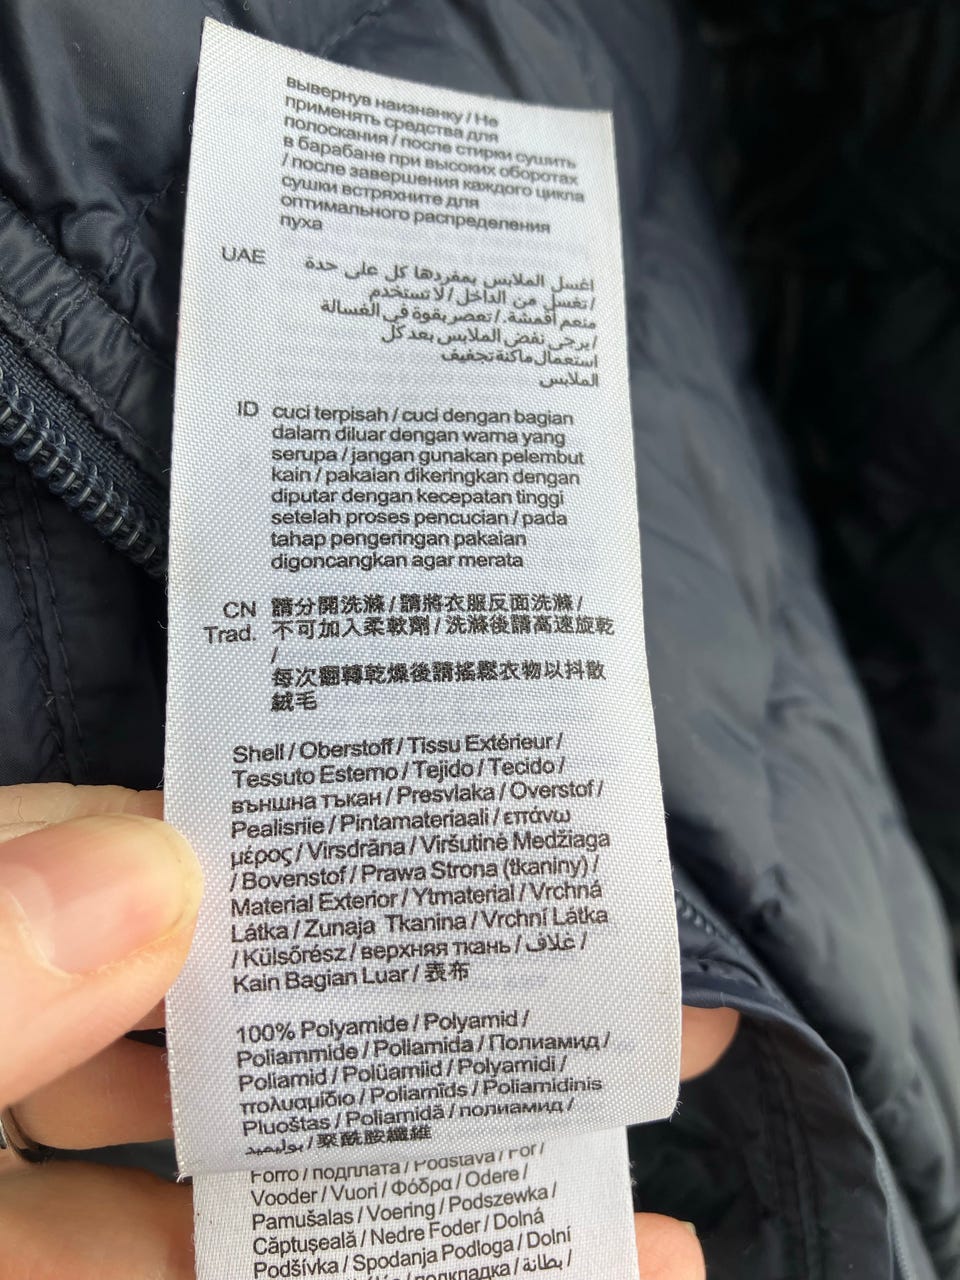 вывернув наизнанку / Не
применять средства для
полоскания / после стирки сушить
в барабане при высоких оборотах
/ после завершения каждого цикла
сушки встряхните для
оптимального распределения
пуха
UAE
اغسل الملابس بمفردها كل على حدة
/ تغسل من الداخل / لا تستخدم
منعم أقمشة. / تعصر بقوة في الغسالة
/ يرجى نفض الملابس بعد كل
استعمال ماكنة تجفيف
الملابس
ID cuci terpisah / cuci dengan bagian
dalam diluar dengan warna yang
serupa / jangan gunakan pelembut
kain / pakaian dikeringkan dengan
diputar dengan kecepatan tinggi
setelah proses pencucian / pada
tahap pengeringan pakaian
digoncangkan agar merata
CN 請分開洗滌 / 請將衣服反面洗滌 /
Trad. 不可加入柔軟劑 / 洗滌後請高速旋乾
/
每次翻轉乾燥後請搖鬆衣物以抖散
絨毛
Shell / Oberstoff / Tissu Extérieur /
Tessuto Esterno / Tejido / Tecido /
външна тъкан / Presvlaka / Overstof /
Pealisriie / Pintamateriaali / επάνω
μέρος / Virsdrāna / Viršutinė Medžiaga
/ Bovenstof / Prawa Strona (tkaniny) /
Material Exterior / Ytmaterial / Vrchná
Látka / Zunaja Tkanina / Vrchní Látka
/ Külsőrész / верхняя ткань / غلاف /
Kain Bagian Luar / 表布
100% Polyamide / Polyamid /
Poliammide / Poliamida / Полиамид /
Poliamid / Polüamiid / Polyamidi /
πολυαμίδιο / Poliamīds / Poliamidinis
Pluoštas / Poliamidă / полиамид /
بوليميد / 聚酰胺纖維
Forro / подплата / Podstava / For /
Vooder / Vuori / Φόδρα / Odere /
Pamušalas / Voering / Podszewka /
Căptușeală / Nedre Foder / Dolná
Podšívka / Spodanja Podloga / Dolní
подкладка / بطانة /